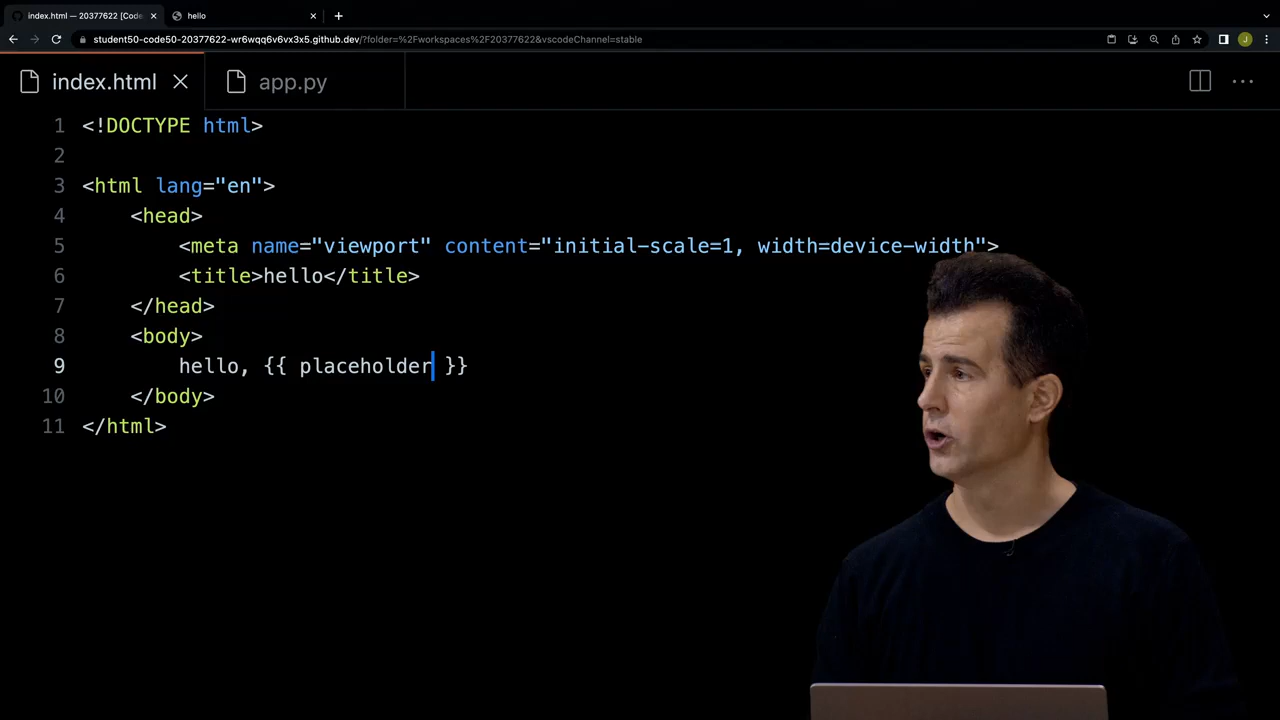 index.html — 20377622 [Code
hello
student50-code50-20377622-wr6wqq6v6vx3x5.github.dev/?folder=%2Fworkspaces%2F20377622&vscodeChannel=stable
J
index.html
app.py
1 <!DOCTYPE html>
2
3 <html lang="en">
4 <head>
5 <meta name="viewport" content="initial-scale=1, width=device-width">
6 <title>hello</title>
7 </head>
8 <body>
9 hello, {{ placeholder }}
10 </body>
11 </html>